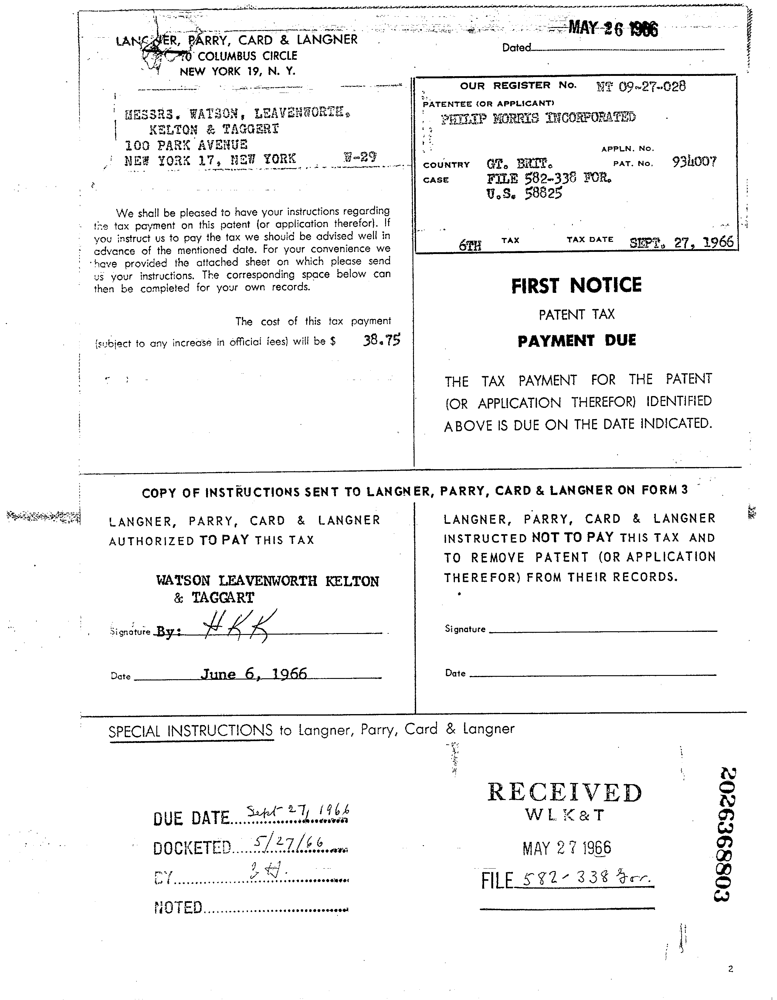 LANGNER, PARRY, CARD & LANGNER
10 COLUMBUS CIRCLE
NEW YORK 19, N. Y.
MAY 26 1966
Dated
MESSRS. WATSON, LEAVENWORTH,
KELTON & TAGGERT
100 PARK AVENUE
NEW YORK 17, NEW YORK W-29
OUR REGISTER No. NT 09-27-028
PATENTEE (OR APPLICANT)
PHILIP MORRIS INCORPORATED
APPLN. No.
COUNTRY GT. BRIT. PAT. No. 934007
CASE FILE 582-338 FOR.
U.S. 58825
6TH TAX TAX DATE SEPT. 27, 1966
We shall be pleased to have your instructions regarding
the tax payment on this patent (or application therefor). If
you instruct us to pay the tax we should be advised well in
advance of the mentioned date. For your convenience we
have provided the attached sheet on which please send
us your instructions. The corresponding space below can
then be completed for your own records.
The cost of this tax payment
(subject to any increase in official fees) will be $ 38.75
FIRST NOTICE
PATENT TAX
PAYMENT DUE
THE TAX PAYMENT FOR THE PATENT
(OR APPLICATION THEREFOR) IDENTIFIED
ABOVE IS DUE ON THE DATE INDICATED.
COPY OF INSTRUCTIONS SENT TO LANGNER, PARRY, CARD & LANGNER ON FORM 3
LANGNER, PARRY, CARD & LANGNER
AUTHORIZED TO PAY THIS TAX
WATSON LEAVENWORTH KELTON
& TAGGART
Signature By: HKK
Date June 6, 1966
LANGNER, PARRY, CARD & LANGNER
INSTRUCTED NOT TO PAY THIS TAX AND
TO REMOVE PATENT (OR APPLICATION
THEREFOR) FROM THEIR RECORDS.
Signature
Date
SPECIAL INSTRUCTIONS to Langner, Parry, Card & Langner
DUE DATE Sept 27, 1966
DOCKETED 5/27/66
BY
NOTED
RECEIVED
WLK&T
MAY 27 1966
FILE 582-338 For.
2026368803
2